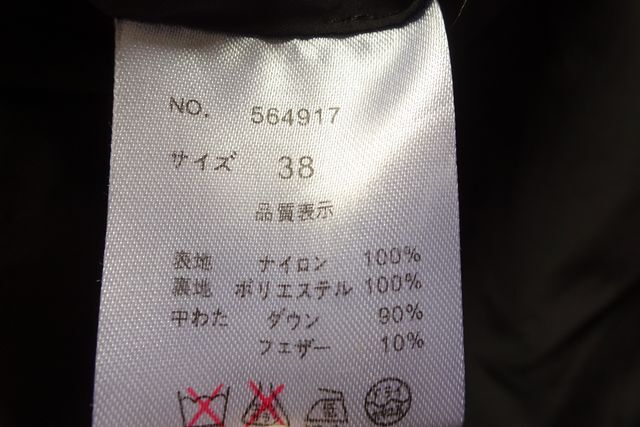 NO. 564917
サイズ 38
品質表示
表地 ナイロン 100%
裏地 ポリエステル 100%
中わた ダウン 90%
フェザー 10%